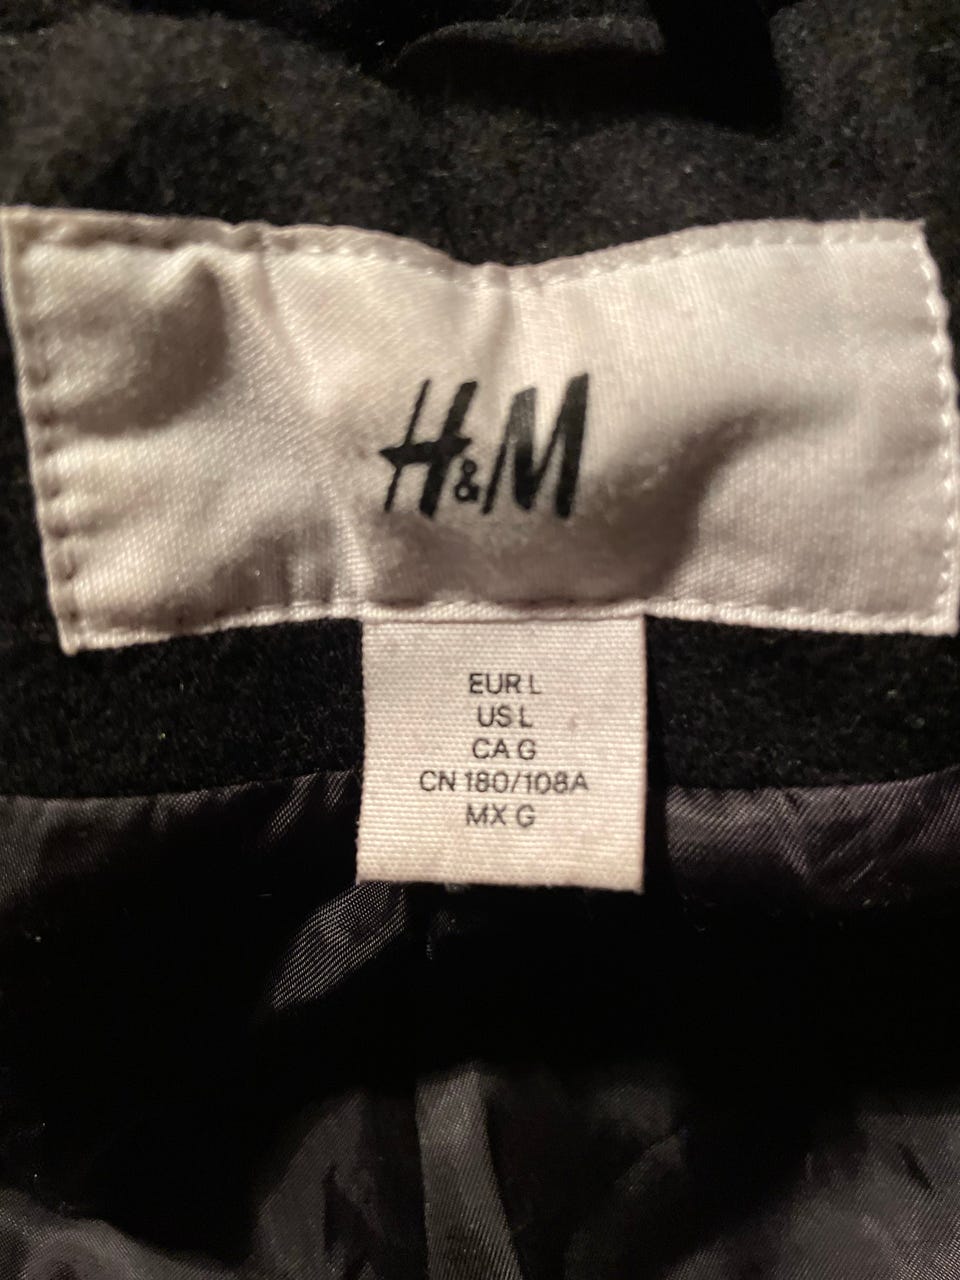 H&M
EUR L
US L
CA G
CN 180/108A
MX G